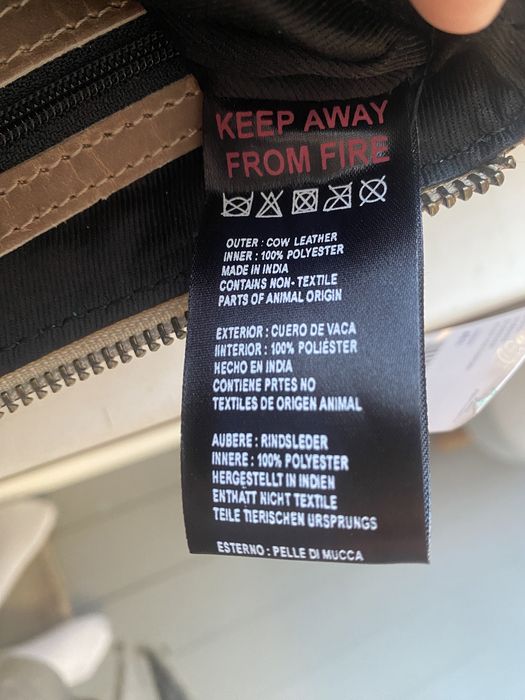 KEEP AWAY
FROM FIRE
OUTER : COW LEATHER
INNER : 100% POLYESTER
MADE IN INDIA
CONTAINS NON- TEXTILE
PARTS OF ANIMAL ORIGIN
EXTERIOR : CUERO DE VACA
IINTERIOR : 100% POLIÉSTER
HECHO EN INDIA
CONTIENE PRTES NO
TEXTILES DE ORIGEN ANIMAL
AUBERE : RINDSLEDER
INNERE : 100% POLYESTER
HERGESTELLT IN INDIEN
ENTHATT NICHT TEXTILE
TEILE TIERISCHEN URSPRUNGS
ESTERNO : PELLE DI MUCCA